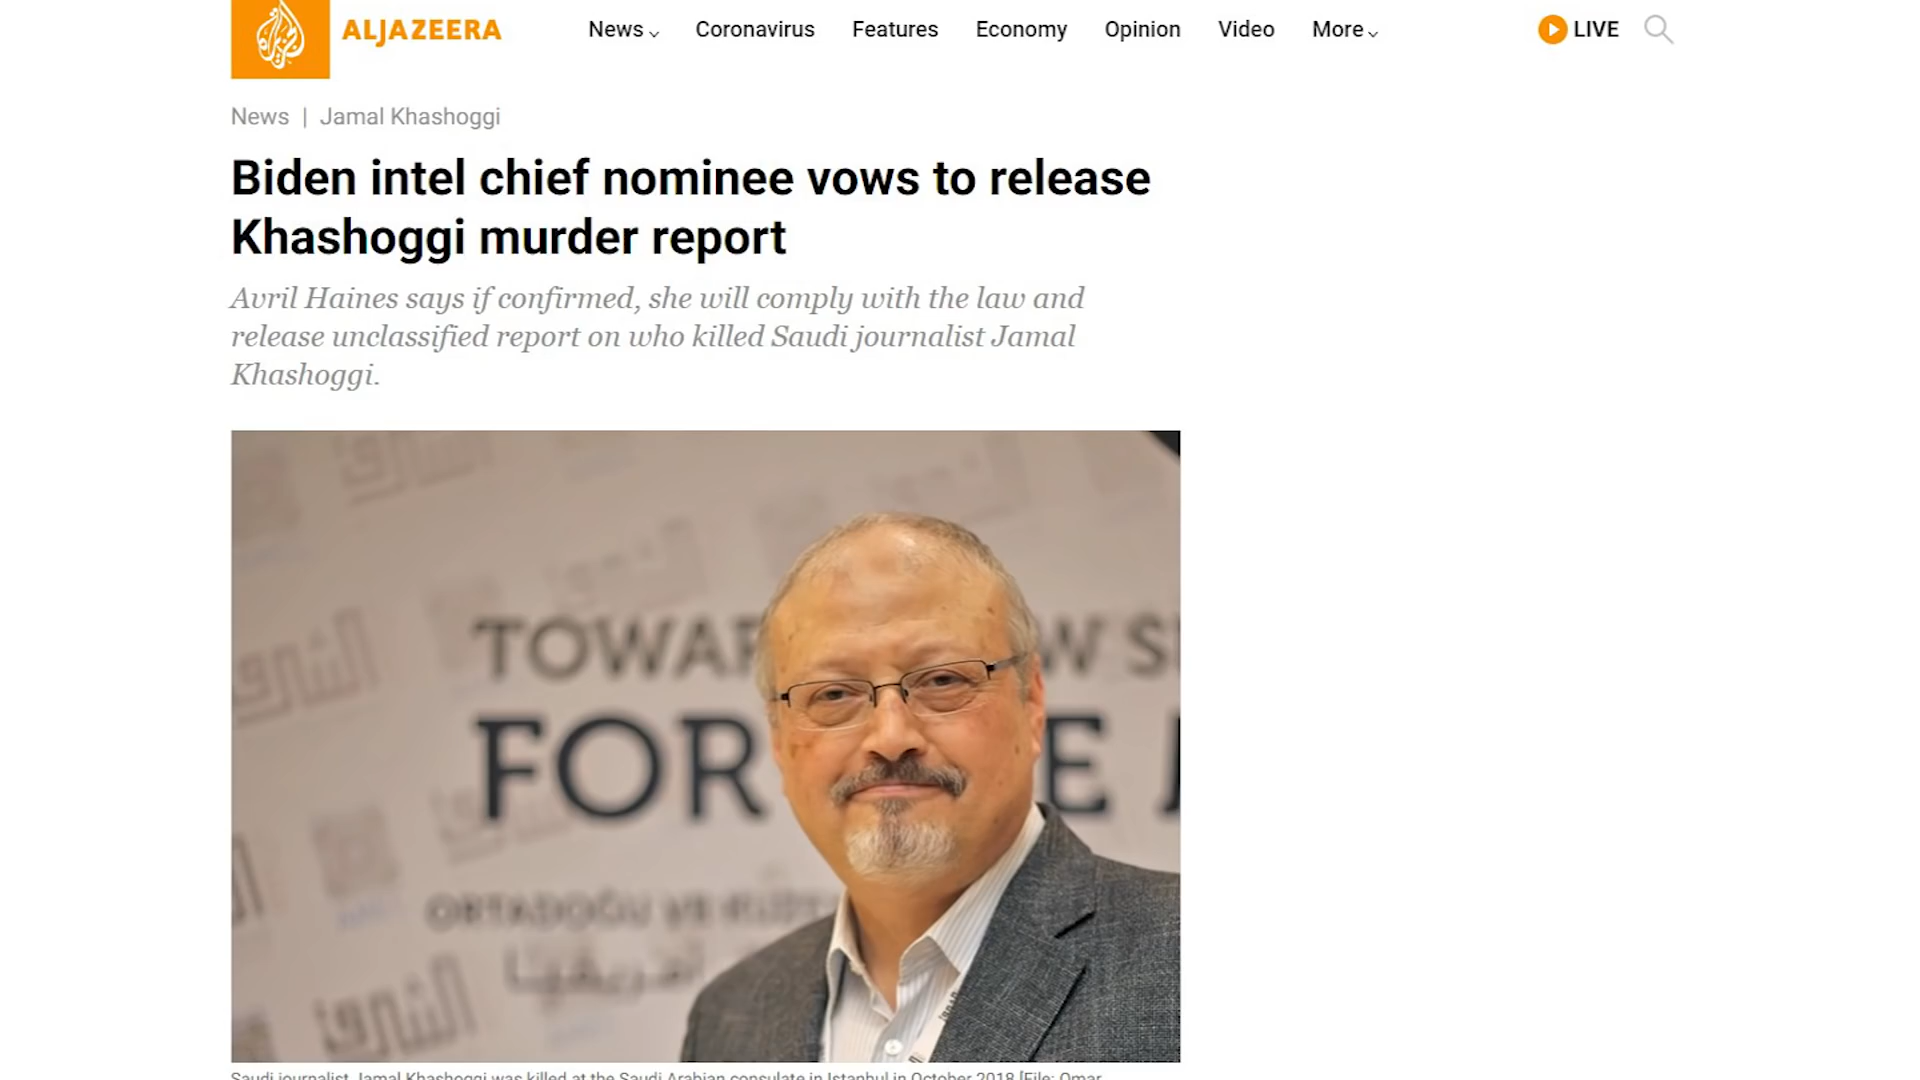 ALJAZEERA
News
Coronavirus
Features
Economy
Opinion
Video
More
LIVE
News | Jamal Khashoggi
Biden intel chief nominee vows to release
Khashoggi murder report
Avril Haines says if confirmed, she will comply with the law and
release unclassified report on who killed Saudi journalist Jamal
Khashoggi.
الشرق
TOWAR
W S
FOR
E
ORTADOĞU VE
Saudi journalist Jamal Khashoggi was killed at the Saudi Arabian consulate in Istanbul in October 2018 [File: Omar